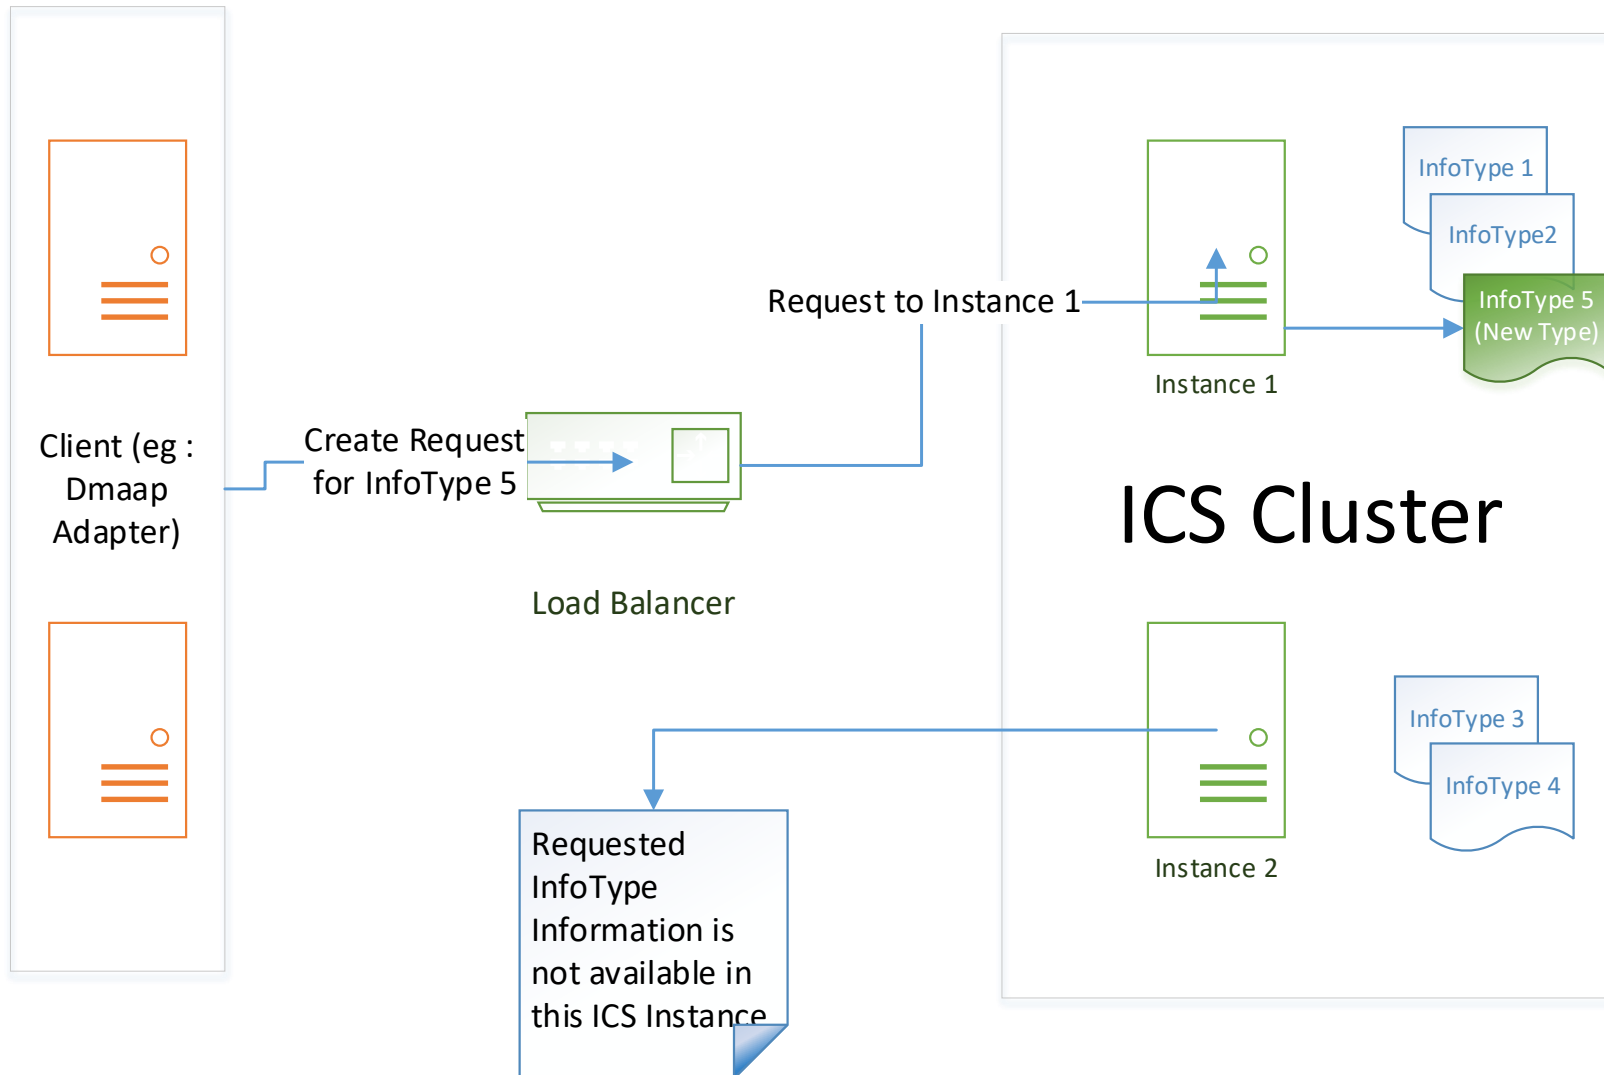 Client (eg :
Dmaap
Adapter)
Create Request
for InfoType 5
Load Balancer
Request to Instance 1
Instance 1
InfoType 1
InfoType2
InfoType 5
(New Type)
ICS Cluster
Instance 2
InfoType 3
InfoType 4
Requested
InfoType
Information is
not available in
this ICS Instance